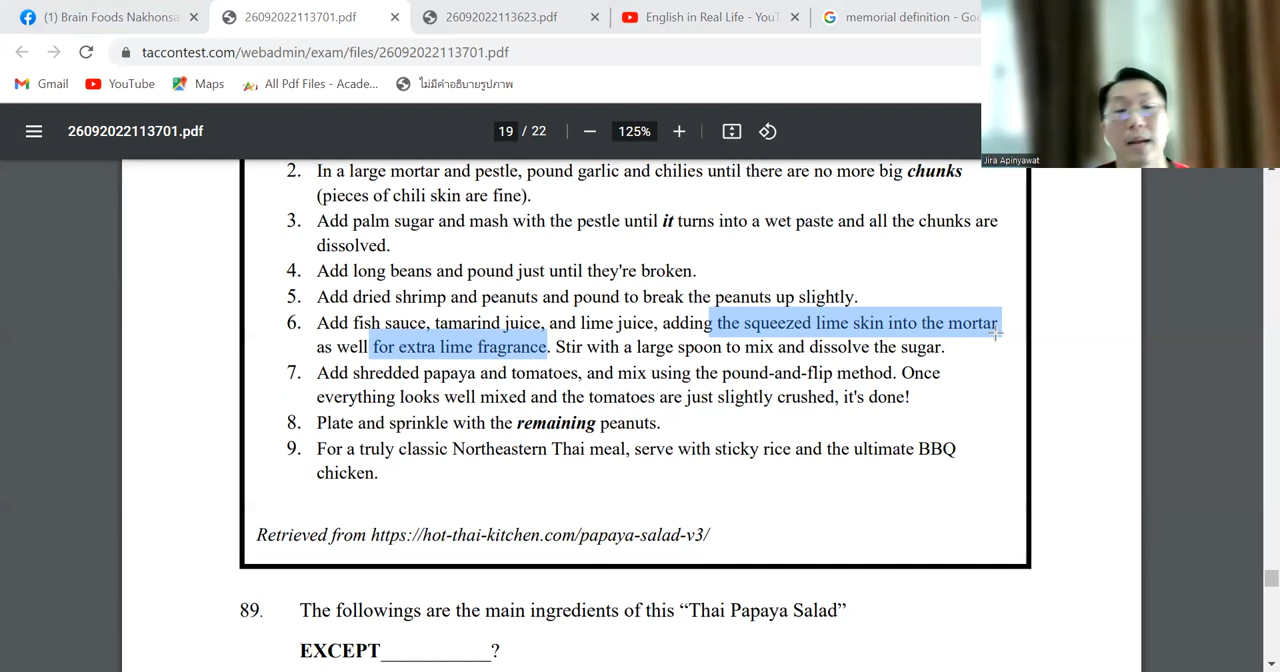 (1) Brain Foods Nakhonsa
26092022113701.pdf
26092022113623.pdf
English in Real Life - YouT
memorial definition - Goo
taccontest.com/webadmin/exam/files/26092022113701.pdf
Gmail
YouTube
Maps
All Pdf Files - Acade...
ไม่มีคำอธิบายรูปภาพ
26092022113701.pdf
19 / 22
125%
Jira Apinyawat
2. In a large mortar and pestle, pound garlic and chilies until there are no more big chunks
(pieces of chili skin are fine).
3. Add palm sugar and mash with the pestle until it turns into a wet paste and all the chunks are
dissolved.
4. Add long beans and pound just until they're broken.
5. Add dried shrimp and peanuts and pound to break the peanuts up slightly.
6. Add fish sauce, tamarind juice, and lime juice, adding the squeezed lime skin into the mortar
as well for extra lime fragrance. Stir with a large spoon to mix and dissolve the sugar.
7. Add shredded papaya and tomatoes, and mix using the pound-and-flip method. Once
everything looks well mixed and the tomatoes are just slightly crushed, it's done!
8. Plate and sprinkle with the remaining peanuts.
9. For a truly classic Northeastern Thai meal, serve with sticky rice and the ultimate BBQ
chicken.
Retrieved from https://hot-thai-kitchen.com/papaya-salad-v3/
89. The followings are the main ingredients of this “Thai Papaya Salad”
EXCEPT___________?